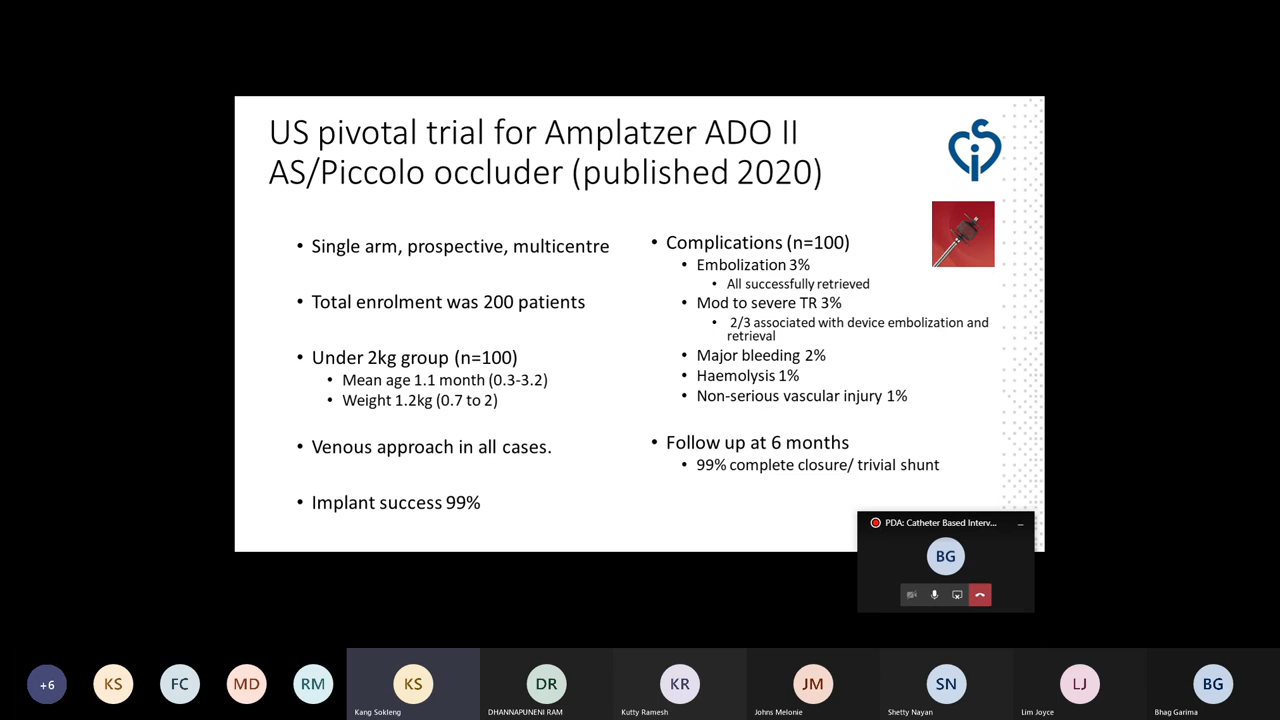 US pivotal trial for Amplatzer ADO II
AS/Piccolo occluder (published 2020)
• Single arm, prospective, multicentre
• Total enrolment was 200 patients
• Under 2kg group (n=100)
• Mean age 1.1 month (0.3-3.2)
• Weight 1.2kg (0.7 to 2)
• Venous approach in all cases.
• Implant success 99%
• Complications (n=100)
• Embolization 3%
• All successfully retrieved
• Mod to severe TR 3%
• 2/3 associated with device embolization and
retrieval
• Major bleeding 2%
• Haemolysis 1%
• Non-serious vascular injury 1%
• Follow up at 6 months
• 99% complete closure/ trivial shunt
PDA: Catheter Based Interv...
BG
+6
KS
FC
MD
RM
KS
Kang Sokleng
DR
DHANNAPUNENI RAM
KR
Kutty Ramesh
JM
Johns Melonie
SN
Shetty Nayan
LJ
Lim Joyce
BG
Bhag Garima